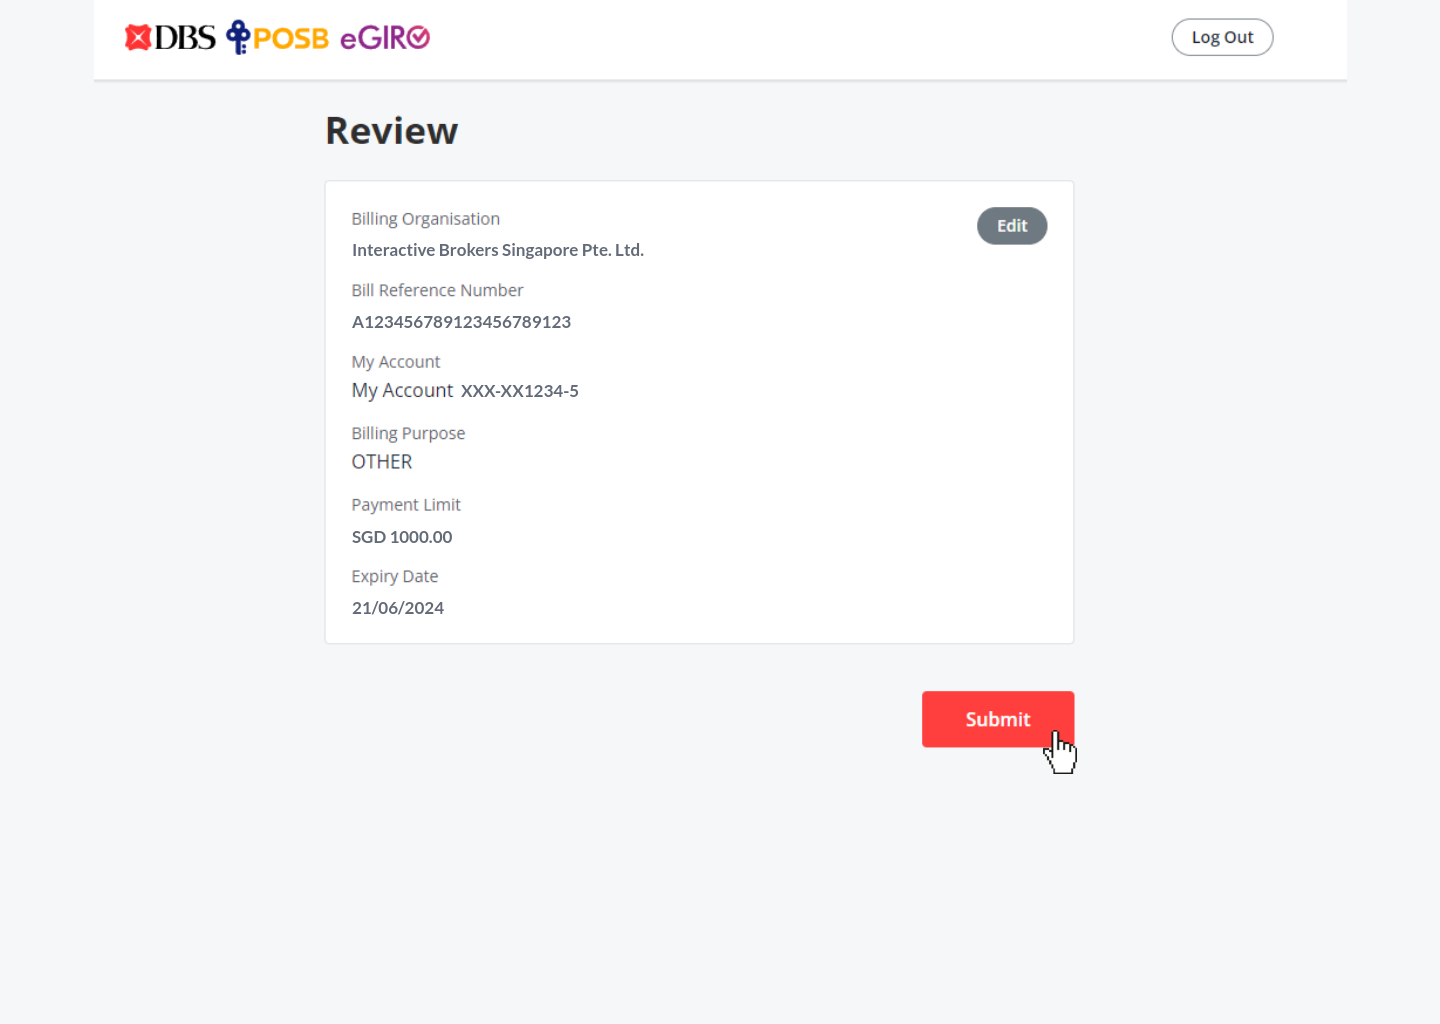 DBS POSB eGIRO
Log Out
Review
Billing Organisation
Edit
Interactive Brokers Singapore Pte. Ltd.
Bill Reference Number
A123456789123456789123
My Account
My Account XXX-XX1234-5
Billing Purpose
OTHER
Payment Limit
SGD 1000.00
Expiry Date
21/06/2024
Submit